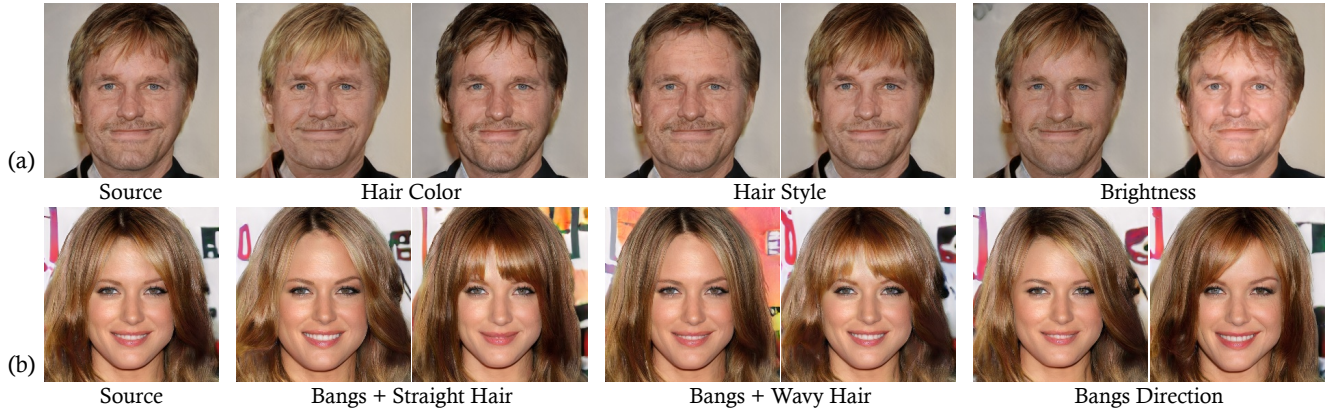 (a)
Source Hair Color Hair Style Brightness
(b)
Source Bangs + Straight Hair Bangs + Wavy Hair Bangs Direction